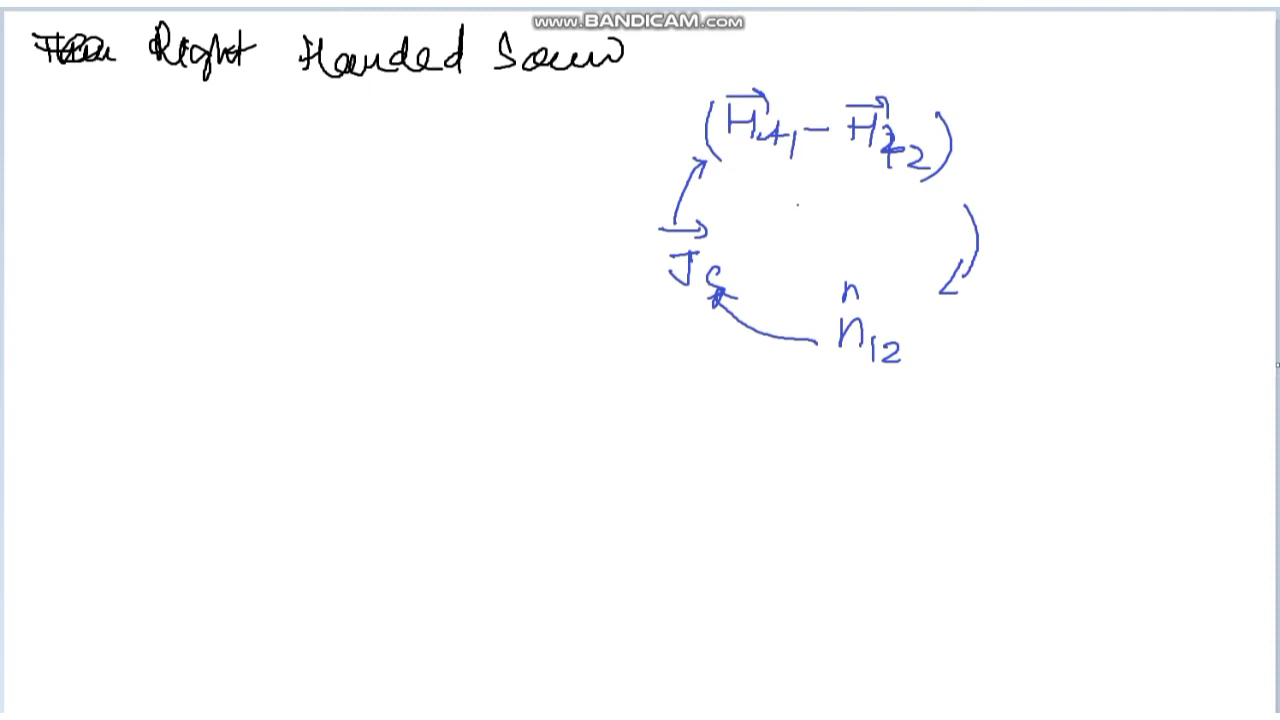 WWW.BANDICAM.COM
Right Handed Screw
(H⃗t1 - H⃗t2)
J⃗s
n̂12